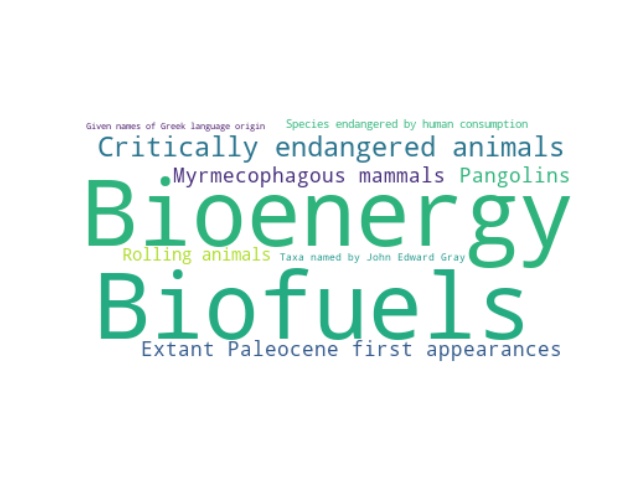 Given names of Greek language origin
Species endangered by human consumption
Critically endangered animals
Myrmecophagous mammals
Pangolins
Bioenergy
Rolling animals
Taxa named by John Edward Gray
Biofuels
Extant Paleocene first appearances